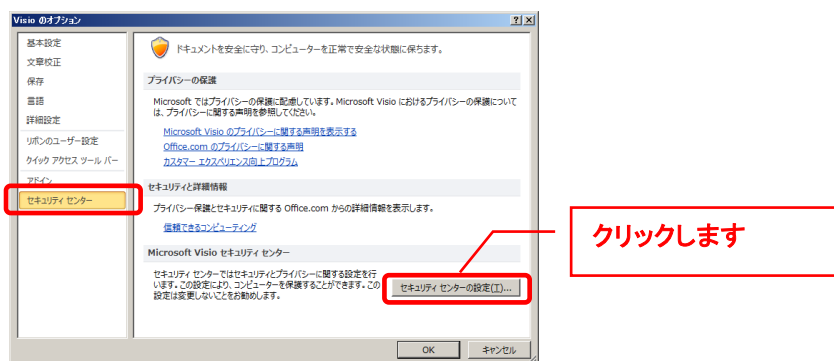 Visio のオプション
基本設定
文章校正
保存
言語
詳細設定
リボンのユーザー設定
クイック アクセス ツール バー
アドイン
セキュリティ センター
ドキュメントを安全に守り、コンピューターを正常で安全な状態に保ちます。
プライバシーの保護
Microsoft ではプライバシーの保護に配慮しています。Microsoft Visio におけるプライバシーの保護について
は、プライバシーに関する声明を参照してください。
Microsoft Visio のプライバシーに関する声明を表示する
Office.com のプライバシーに関する声明
カスタマー エクスペリエンス向上プログラム
セキュリティと詳細情報
プライバシー保護とセキュリティに関する Office.com からの詳細情報を表示します。
信頼できるコンピューティング
Microsoft Visio セキュリティ センター
セキュリティ センターではセキュリティとプライバシーに関する設定を行
います。この設定により、コンピューターを保護することができます。この
設定は変更しないことをお勧めします。
セキュリティ センターの設定(T)...
OK
キャンセル
クリックします